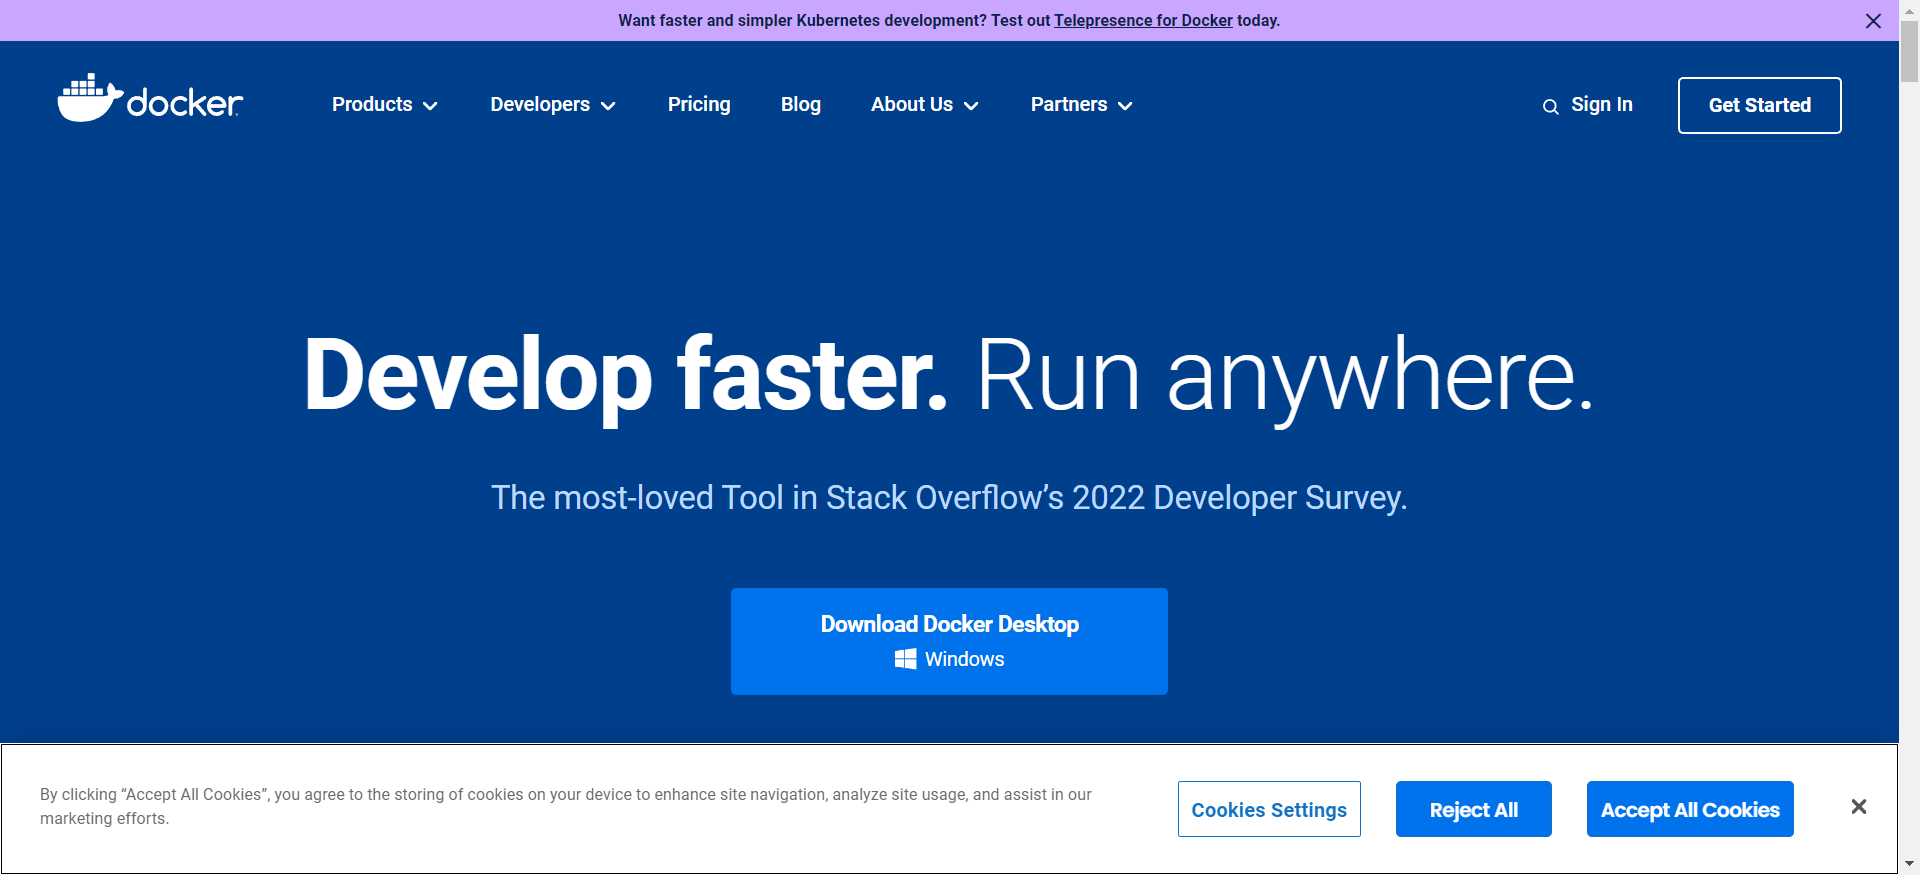 Want faster and simpler Kubernetes development? Test out Telepresence for Docker today.
docker
Products
Developers
Pricing
Blog
About Us
Partners
Sign In
Get Started
Develop faster. Run anywhere.
The most-loved Tool in Stack Overflow’s 2022 Developer Survey.
Download Docker Desktop
Windows
By clicking “Accept All Cookies”, you agree to the storing of cookies on your device to enhance site navigation, analyze site usage, and assist in our
marketing efforts.
Cookies Settings
Reject All
Accept All Cookies